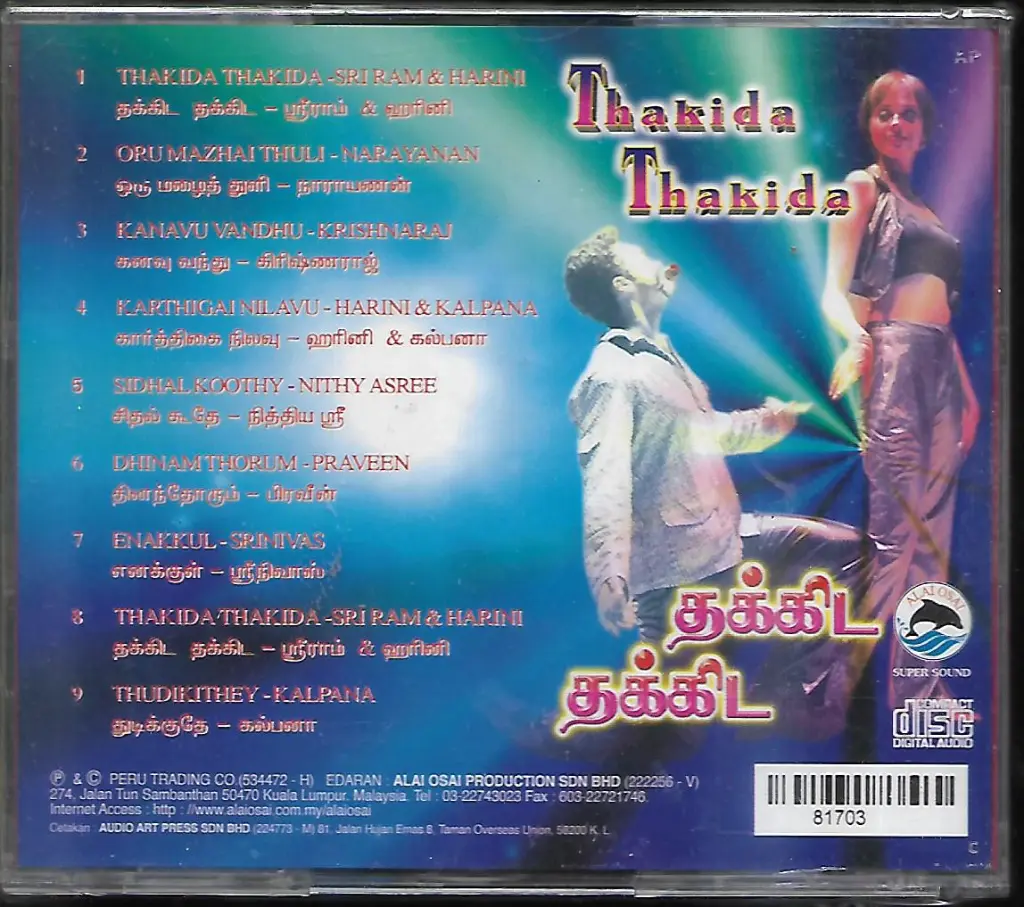 1 THAKIDA THAKIDA -SRI RAM & HARINI
தக்கிட தக்கிட – ஸ்ரீராம் & ஹரினி
2 ORU MAZHAI THULI - NARAYANAN
ஒரு மழைத் துளி – நாராயணன்
3 KANAVU VANDHU - KRISHNARAJ
கனவு வந்து – கிரிஷ்ணராஜ்
4 KARTHIGAI NILAVU - HARINI & KALPANA
கார்த்திகை நிலவு – ஹரினி & கல்பனா
5 SIDHAL KOOTHY - NITHY ASREE
சிதல் கூதே – நித்திய ஸ்ரீ
6 DHINAM THORUM - PRAVEEN
தினந்தோரும் – பிரவீன்
7 ENAKKUL - SRINIVAS
எனக்குள் – ஸ்ரீநிவாஸ்
8 THAKIDA THAKIDA -SRI RAM & HARINI
தக்கிட தக்கிட – ஸ்ரீராம் & ஹரினி
9 THUDIKITHEY - KALPANA
துடிக்குதே – கல்பனா
AP
Thakida
Thakida
தக்கிட
தக்கிட
ALAI OSAI
SUPER SOUND
COMPACT
disc
DIGITAL AUDIO
℗ & © PERU TRADING CO.(534472 - H) EDARAN : ALAI OSAI PRODUCTION SDN BHD (222256 - V)
274, Jalan Tun Sambanthan 50470 Kuala Lumpur. Malaysia. Tel : 03-22743023 Fax : 603-22721746.
Internet Access : http : //www.alaiosai.com.my/alaiosai
Cetakan : AUDIO ART PRESS SDN BHD (224773 - M) 81, Jalan Hujan Emas 8, Taman Overseas Union, 58200 K. L.
81703
C